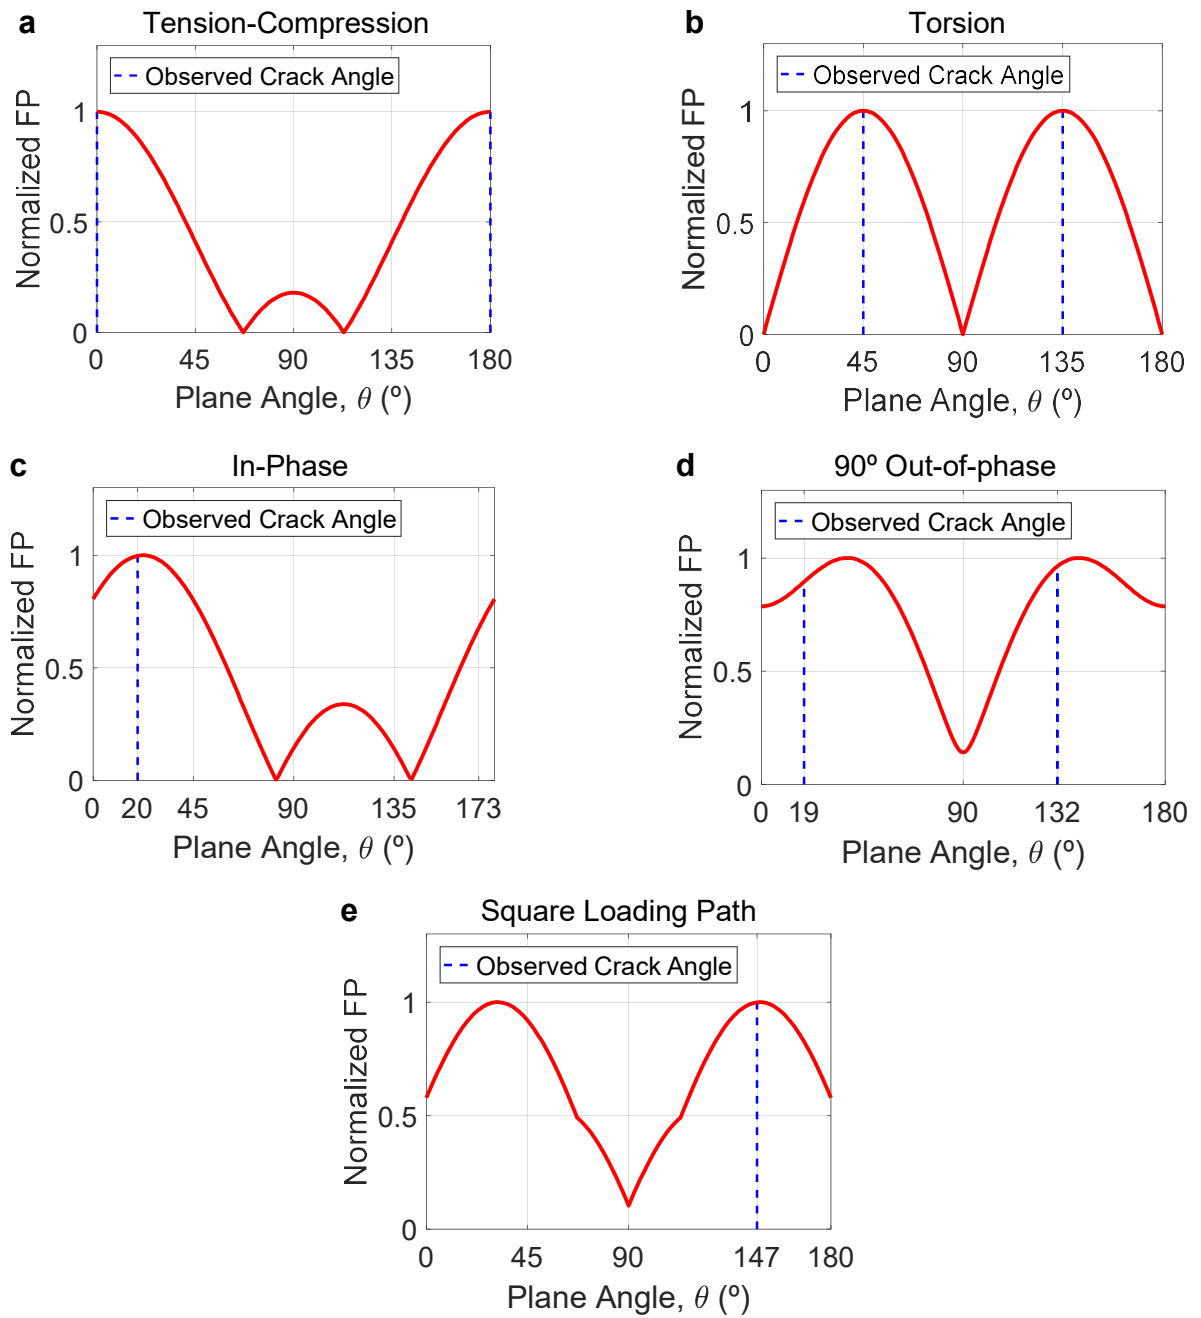 a
Tension-Compression
Observed Crack Angle
Normalized FP
1
0.5
0
0 45 90 135 180
Plane Angle, θ (º)
b
Torsion
Observed Crack Angle
Normalized FP
1
0.5
0
0 45 90 135 180
Plane Angle, θ (º)
c
In-Phase
Observed Crack Angle
Normalized FP
1
0.5
0
0 20 45 90 135 173
Plane Angle, θ (º)
d
90º Out-of-phase
Observed Crack Angle
Normalized FP
1
0.5
0
0 19 90 132 180
Plane Angle, θ (º)
e
Square Loading Path
Observed Crack Angle
Normalized FP
1
0.5
0
0 45 90 147 180
Plane Angle, θ (º)